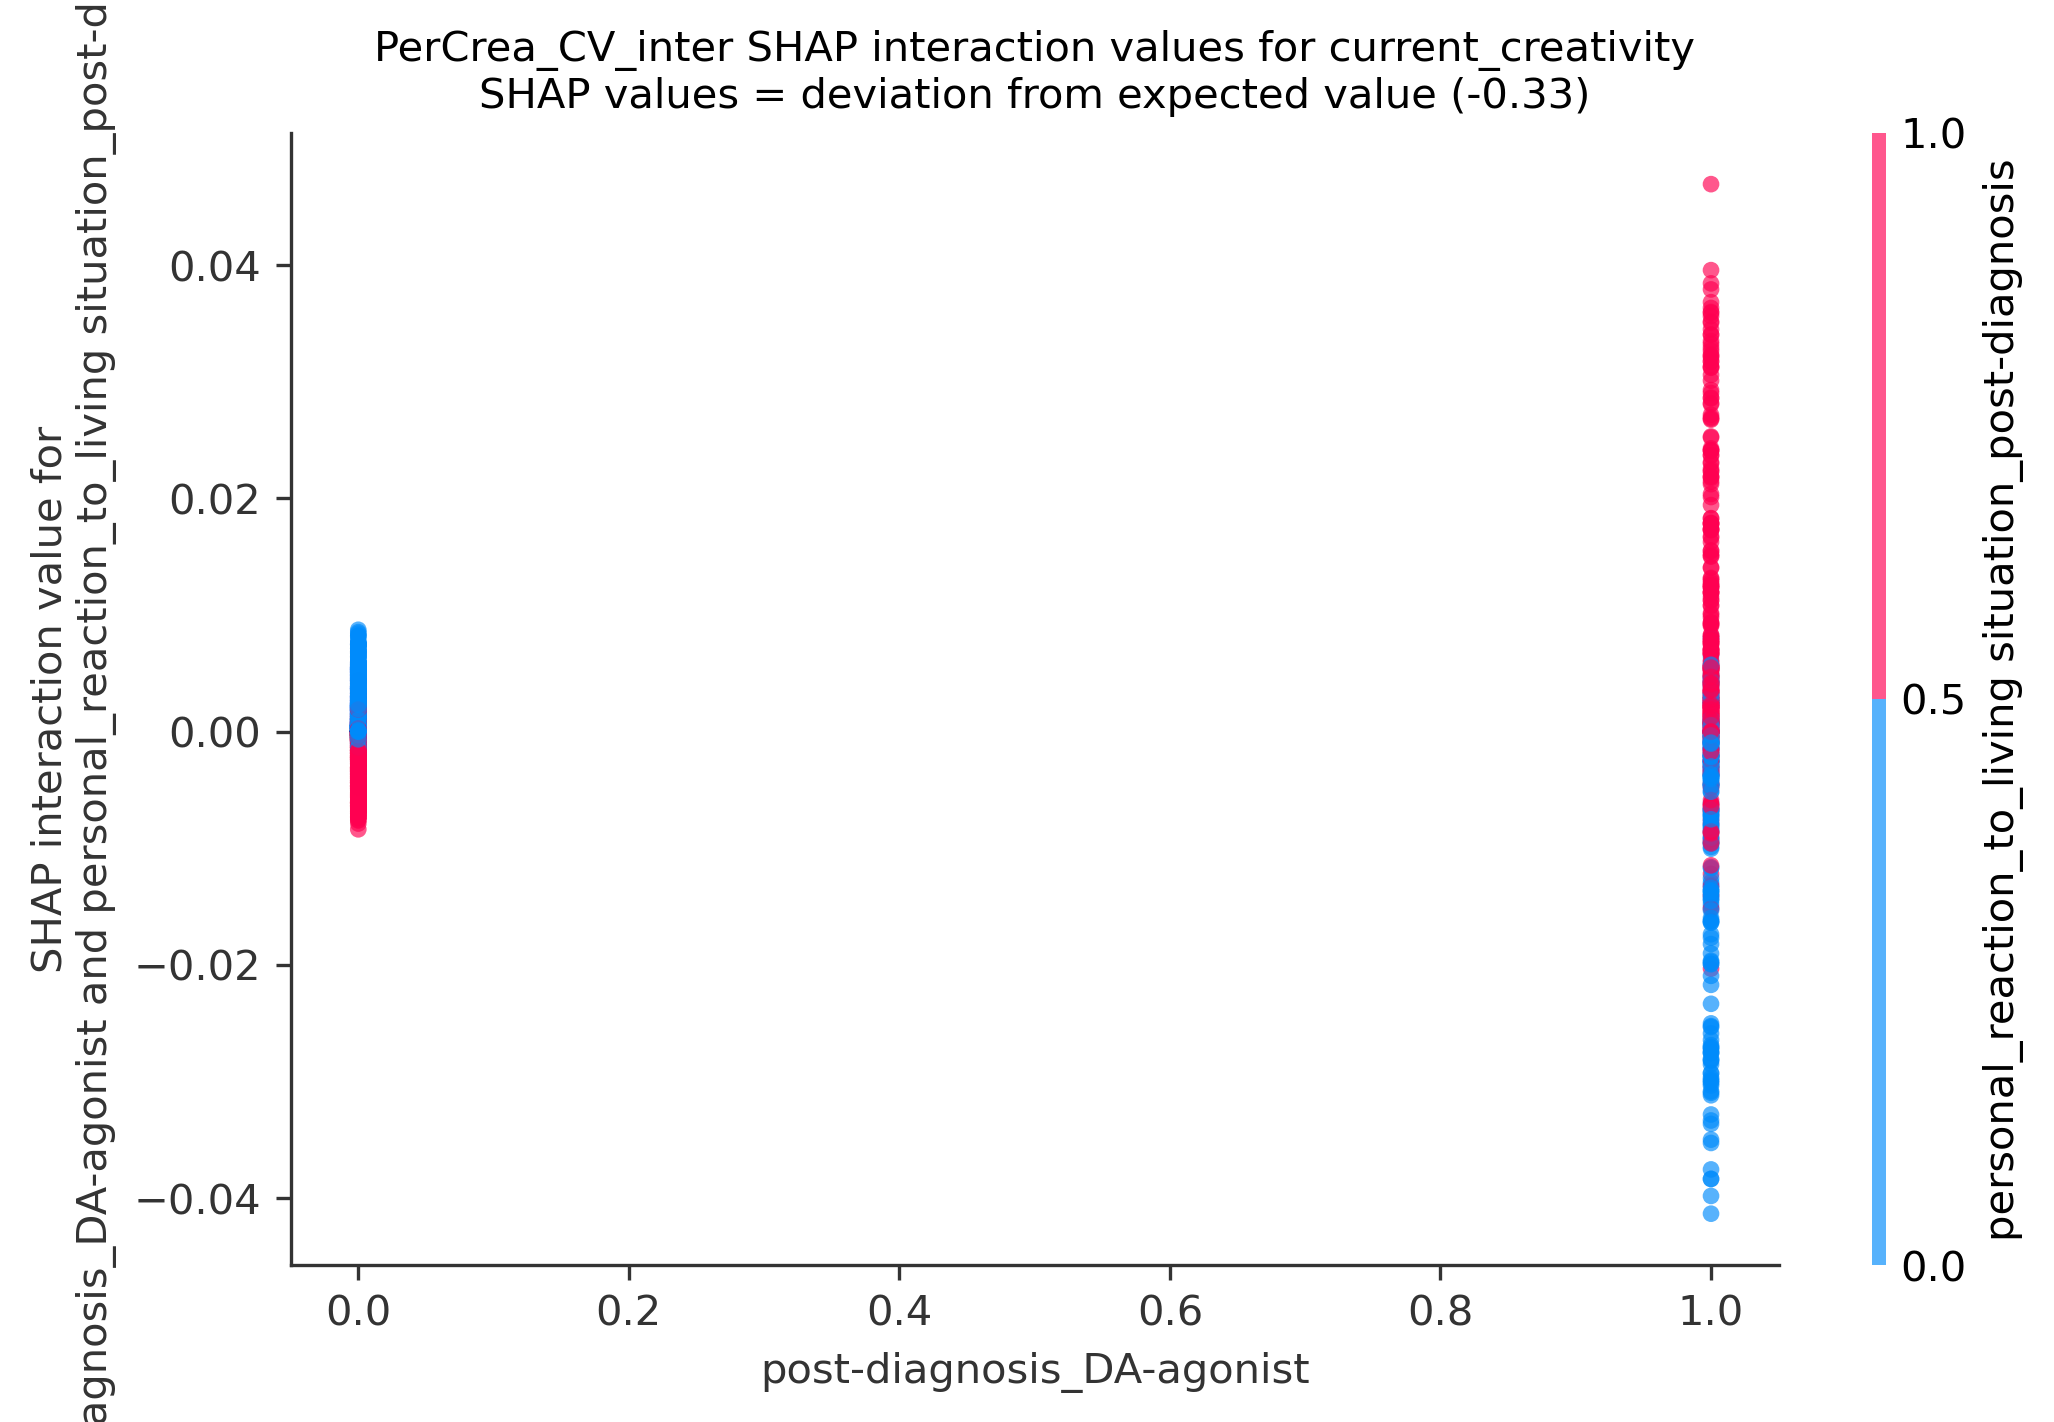 PerCrea_CV_inter SHAP interaction values for current_creativity
SHAP values = deviation from expected value (-0.33)
SHAP interaction value for
agnosis_DA-agonist and personal_reaction_to_living situation_post-d
0.04
0.02
0.00
−0.02
−0.04
0.0
0.2
0.4
0.6
0.8
1.0
post-diagnosis_DA-agonist
1.0
0.5
0.0
personal_reaction_to_living situation_post-diagnosis